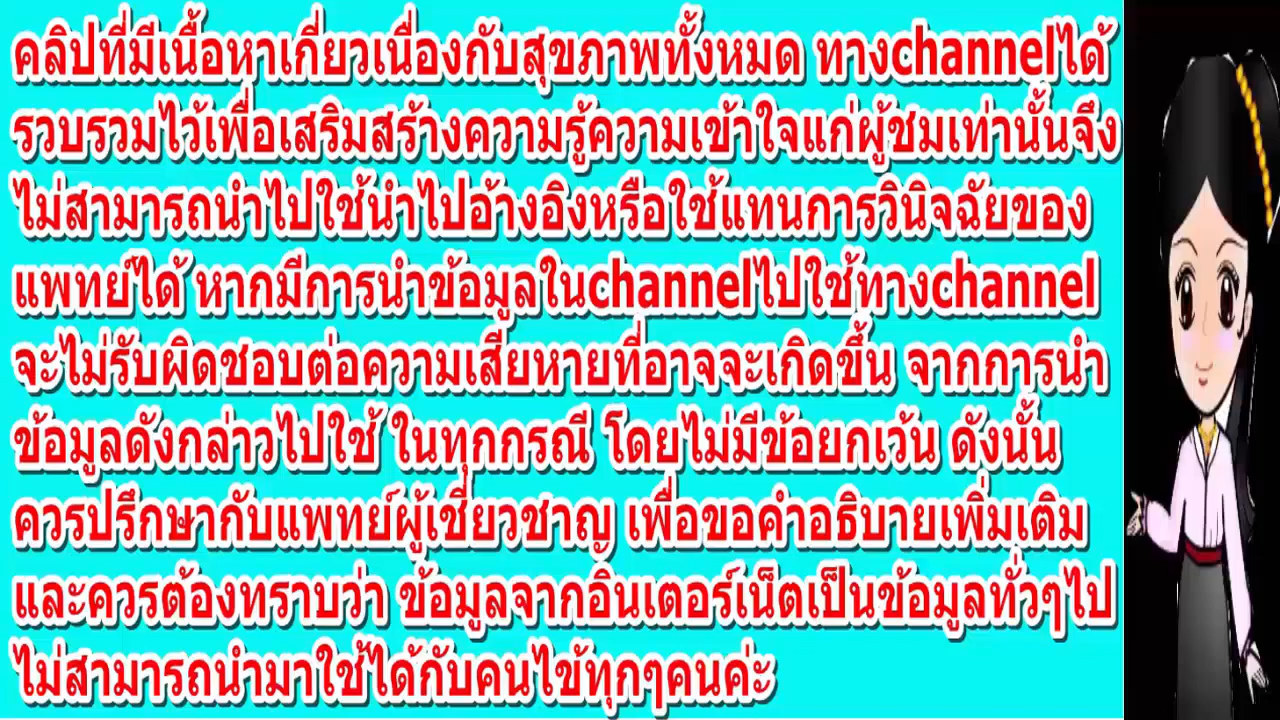 คลิปที่มีเนื้อหาเกี่ยวเนื่องกับสุขภาพทั้งหมด ทางchannelได้
รวบรวมไว้เพื่อเสริมสร้างความรู้ความเข้าใจแก่ผู้ชมเท่านั้นจึง
ไม่สามารถนำไปใช้นำไปอ้างอิงหรือใช้แทนการวินิจฉัยของ
แพทย์ได้ หากมีการนำข้อมูลในchannelไปใช้ทางchannel
จะไม่รับผิดชอบต่อความเสียหายที่อาจจะเกิดขึ้น จากการนำ
ข้อมูลดังกล่าวไปใช้ ในทุกกรณี โดยไม่มีข้อยกเว้น ดังนั้น
ควรปรึกษากับแพทย์ผู้เชี่ยวชาญ เพื่อขอคำอธิบายเพิ่มเติม
และควรต้องทราบว่า ข้อมูลจากอินเตอร์เน็ตเป็นข้อมูลทั่วๆไป
ไม่สามารถนำมาใช้ได้กับคนไข้ทุกๆคนค่ะ